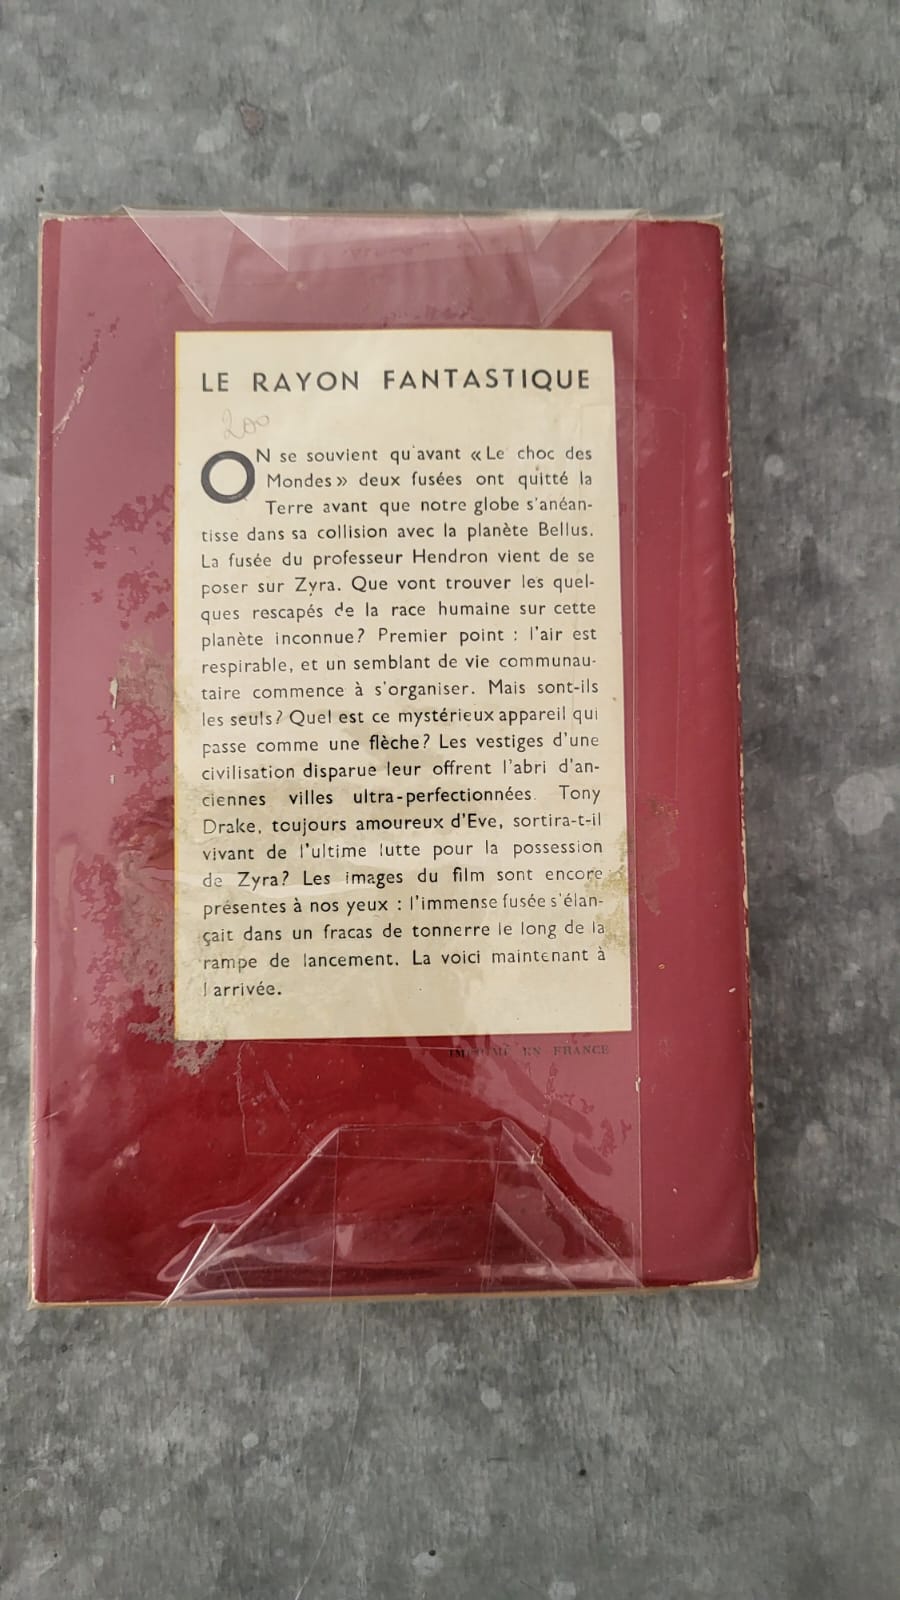 LE RAYON FANTASTIQUE
200
ON se souvient qu'avant « Le choc des
Mondes » deux fusées ont quitté la
Terre avant que notre globe s'anéan-
tisse dans sa collision avec la planète Bellus.
La fusée du professeur Hendron vient de se
poser sur Zyra. Que vont trouver les quel-
ques rescapés de la race humaine sur cette
planète inconnue? Premier point : l'air est
respirable, et un semblant de vie communau-
taire commence à s'organiser. Mais sont-ils
les seuls? Quel est ce mystérieux appareil qui
passe comme une flèche? Les vestiges d'une
civilisation disparue leur offrent l'abri d'an-
ciennes villes ultra-perfectionnées. Tony
Drake, toujours amoureux d'Eve, sortira-t-il
vivant de l'ultime lutte pour la possession
de Zyra? Les images du film sont encore
présentes à nos yeux : l'immense fusée s'élan-
çait dans un fracas de tonnerre le long de la
rampe de lancement. La voici maintenant à
l'arrivée.
IMPRIMÉ EN FRANCE